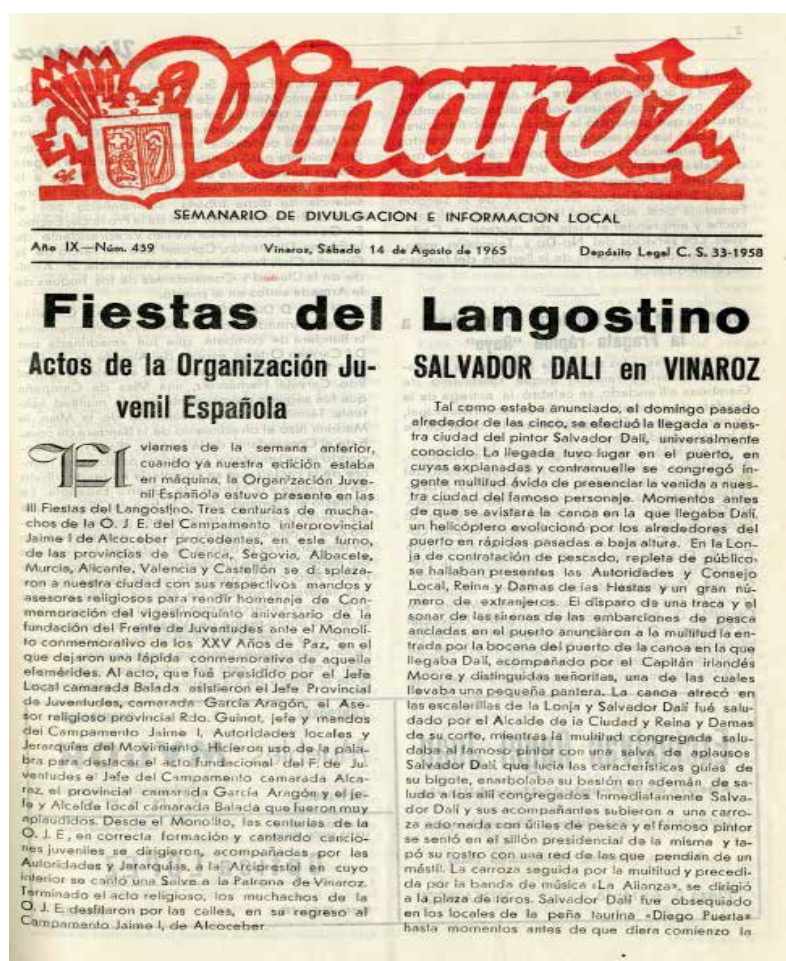 Vinaroz
SEMANARIO DE DIVULGACION E INFORMACION LOCAL
Año IX—Núm. 439
Vinaroz, Sábado 14 de Agosto de 1965
Depósito Legal C. S. 33-1958
Fiestas del Langostino
Actos de la Organización Ju-
venil Española
El viernes de la semana anterior,
cuando ya nuestra edición estaba
en máquina, la Organización Juve-
nil Española estuvo presente en las
III Fiestas del Langostino. Tres centurias de mucha-
chos de la O. J. E. del Campamento interprovincial
Jaime I de Alcoceber procedentes, en este turno,
de las provincias de Cuenca, Segovia, Albacete,
Murcia, Alicante, Valencia y Castellón se d splaza-
ron a nuestra ciudad con sus respectivos mandos y
asesores religiosos para rendir homenaje de Con-
memoración del vigesimoquinto aniversario de la
fundación del Frente de Juventudes ante el Monoli-
to conmemorativo de los XXV Años de Paz, en el
que dejaron una lápida conmemorativa de aquella
efemérides. Al acto, que fué presidido por el Jefe
Local camarada Balada asistieron el Jefe Provincial
de Juventudes, camarada García Aragón, el Ase-
sor religioso provincial Rdo. Guinot, jefe y mandos
del Campamento Jaime I, Autoridades locales y
Jerarquías del Movimiento. Hicieron uso de la pala-
bra para destacar el acto fundacional del F. de Ju-
ventudes el Jefe del Campamento camarada Alca-
raz, el provincial camarada García Aragón y el je-
fe y Alcalde local camarada Balada que fueron muy
aplaudidos. Desde el Monolito, las centurias de la
O. J. E, en correcta formación y cantando cancio-
nes juveniles se dirigieron, acompañadas por las
Autoridades y Jerarquías, a la Arciprestal en cuyo
interior se cantó una Salve a la Patrona de Vinaroz.
Terminado el acto religioso, los muchachos de la
O. J. E. desfilaron por las calles, en su regreso al
Campamento Jaime I, de Alcoceber.
SALVADOR DALI en VINAROZ
Tal como estaba anunciado, el domingo pasado
alrededor de las cinco, se efectuó la llegada a nues-
tra ciudad del pintor Salvador Dalí, universalmente
conocido. La llegada tuvo lugar en el puerto, en
cuyas explanadas y contramuelle se congregó in-
gente multitud ávida de presenciar la venida a nues-
tra ciudad del famoso personaje. Momentos antes
de que se avistara la canoa en la que llegaba Dalí,
un helicóptero evolucionó por los alrededores del
puerto en rápidas pasadas a baja altura. En la Lon-
ja de contratación de pescado, repleta de público
se hallaban presentes las Autoridades y Consejo
Local, Reina y Damas de las Fiestas y un gran nú-
mero de extranjeros. El disparo de una traca y el
sonar de las sirenas de las embarciones de pesca
ancladas en el puerto anunciaron a la multitud la en-
trada por la bocana del puerto de la canoa en la que
llegaba Dalí, acompañado por el Capitán irlandés
Moore y distinguidas señoritas, una de las cuales
llevaba una pequeña pantera. La canoa atracó en
las escalerillas de la Lonja y Salvador Dalí fué salu-
dado por el Alcalde de la Ciudad y Reina y Damas
de su corte, mientras la multitud congregada salu-
daba al famoso pintor con una salva de aplausos
Salvador Dalí, que lucía las características guías de
su bigote, enarbolaba su bastón en ademán de sa-
ludo a los allí congregados. Inmediatamente Salva-
dor Dalí y sus acompañantes subieron a una carro-
za adornada con útiles de pesca y el famoso pintor
se sentó en el sillón presidencial de la misma y ta-
pó su rostro con una red de las que pendían de un
mástil. La carroza seguida por la multitud y precedi-
da por la banda de música «La Alianza», se dirigió
a la plaza de toros. Salvador Dalí fue obsequiado
en los locales de la peña taurina «Diego Puerta»
hasta momentos antes de que diera comienzo la